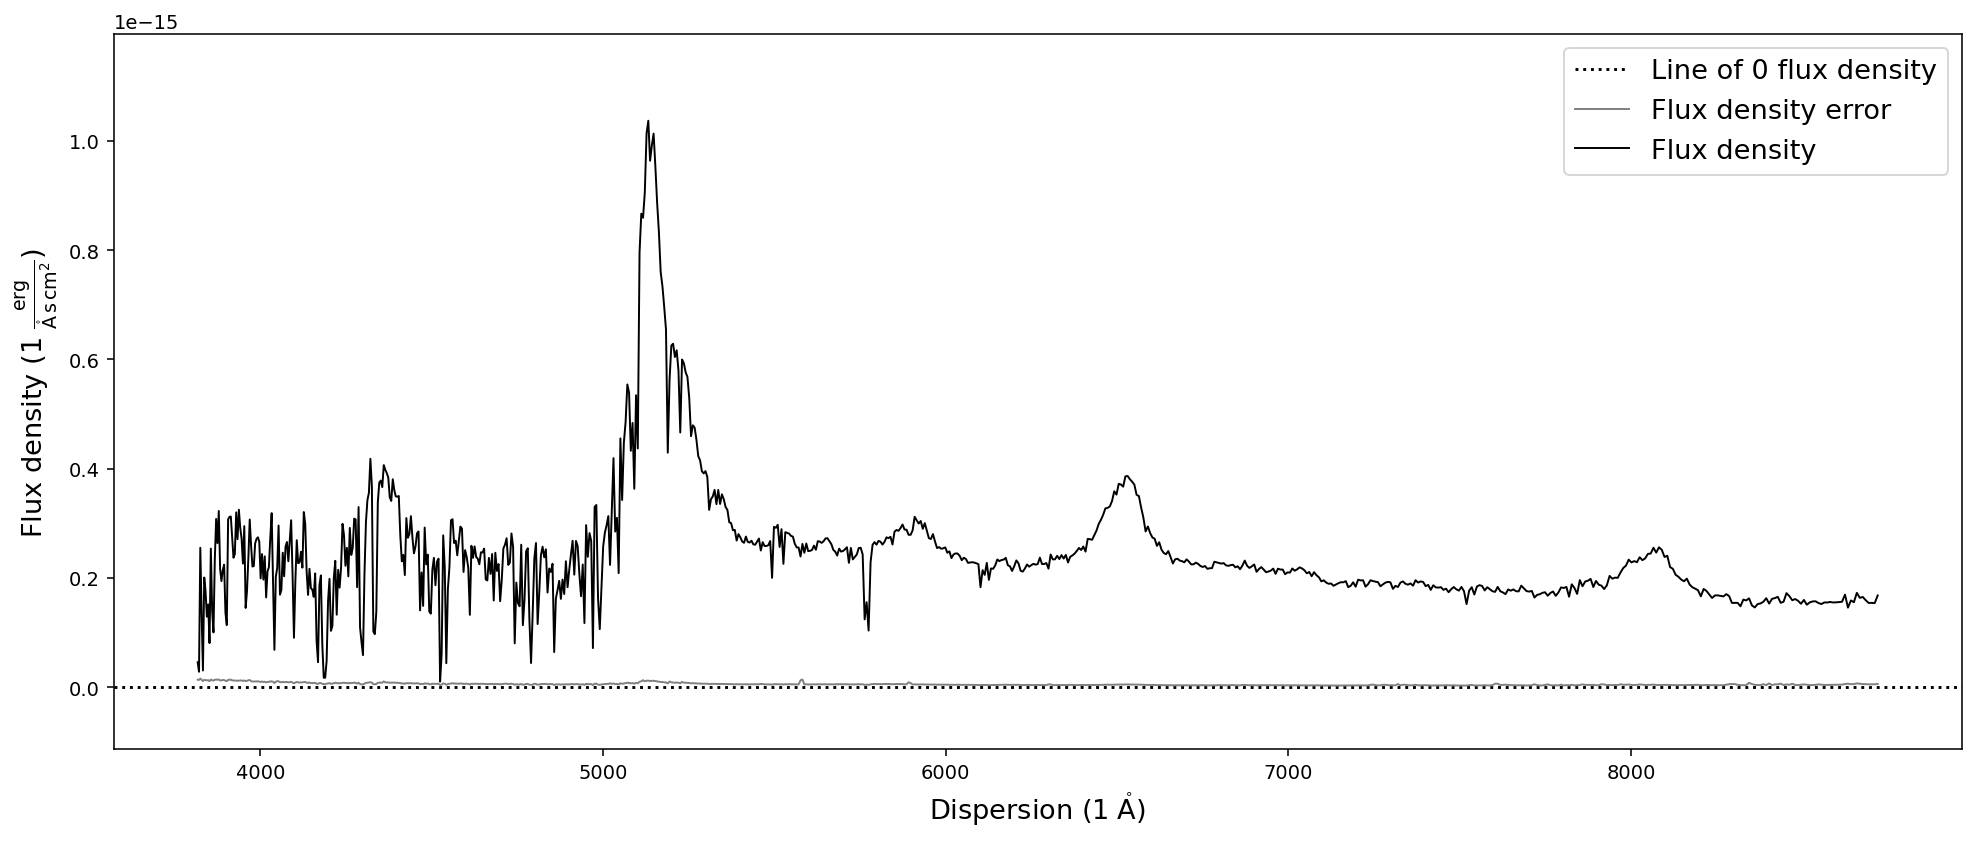 1e−15
Line of 0 flux density
Flux density error
Flux density
1.0
0.8
0.6
0.4
0.2
0.0
Flux density (1 erg / Å s cm²)
4000 5000 6000 7000 8000
Dispersion (1 Å)